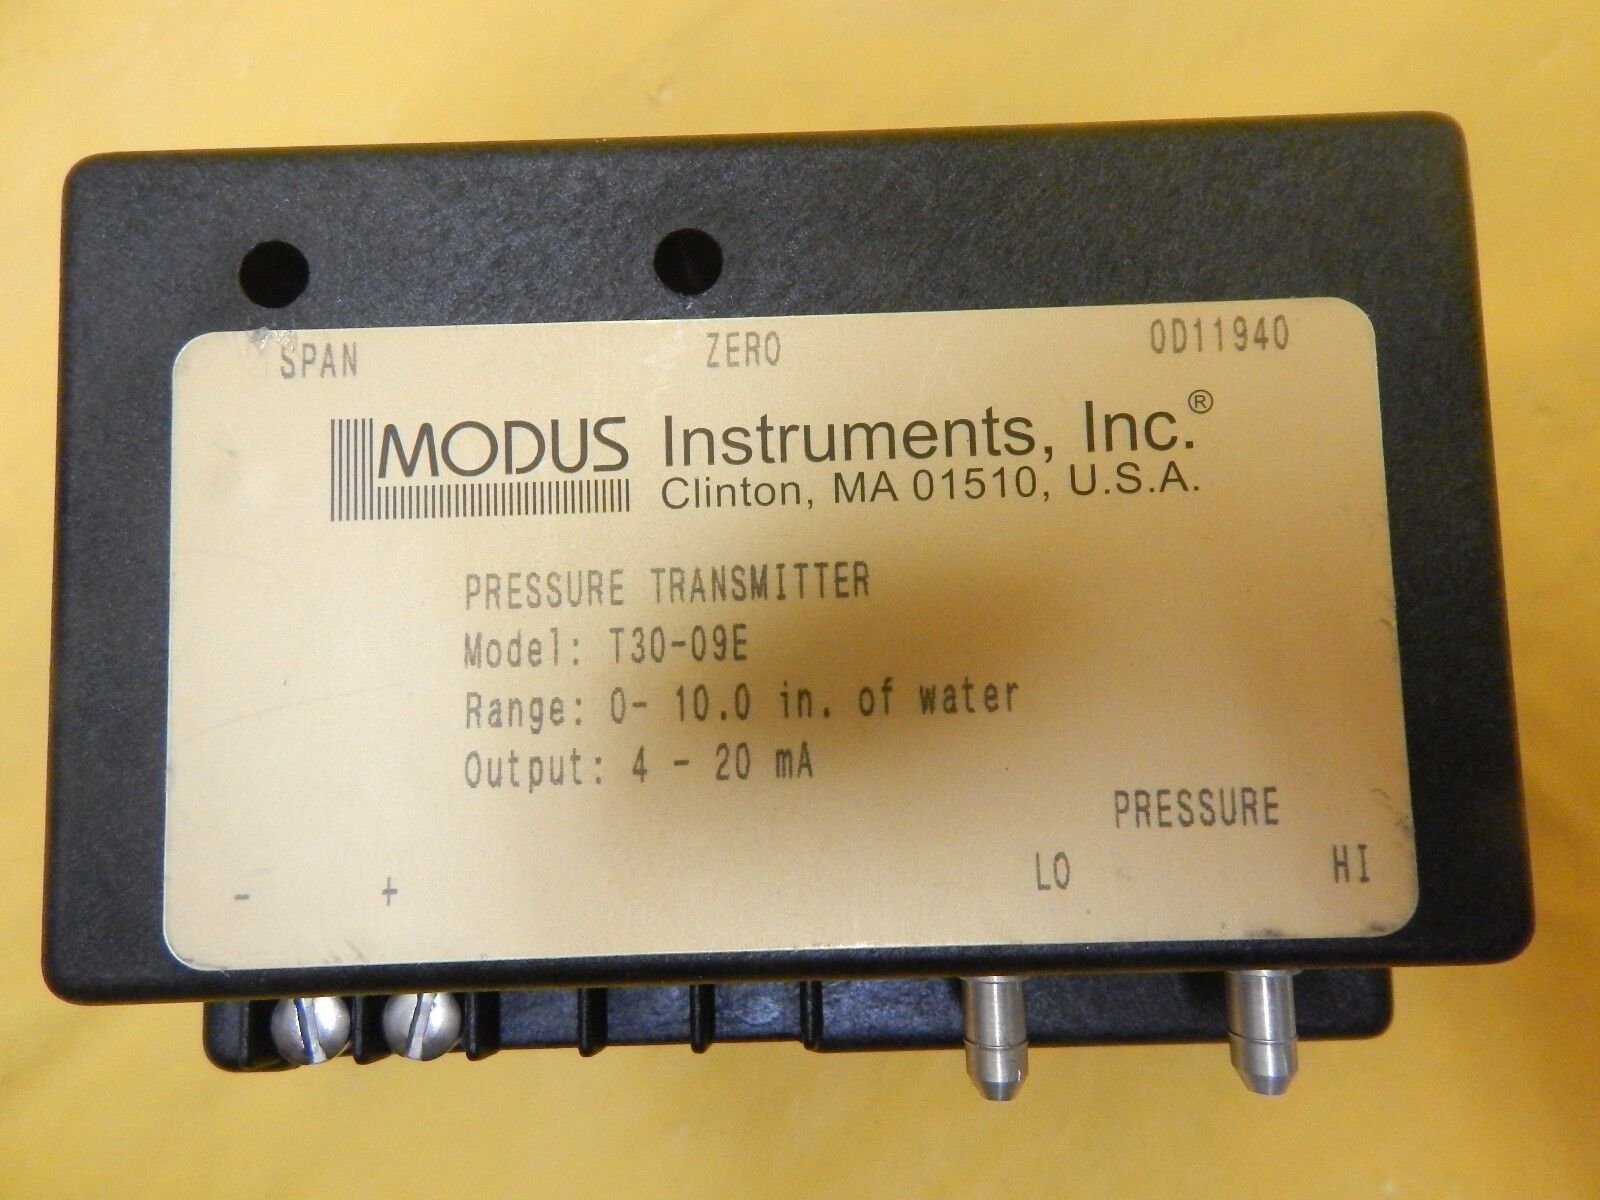 SPAN ZERO 0D11940
MODUS Instruments, Inc.®
Clinton, MA 01510, U.S.A.
PRESSURE TRANSMITTER
Model: T30-09E
Range: 0- 10.0 in. of water
Output: 4 - 20 mA
PRESSURE
- + LO HI